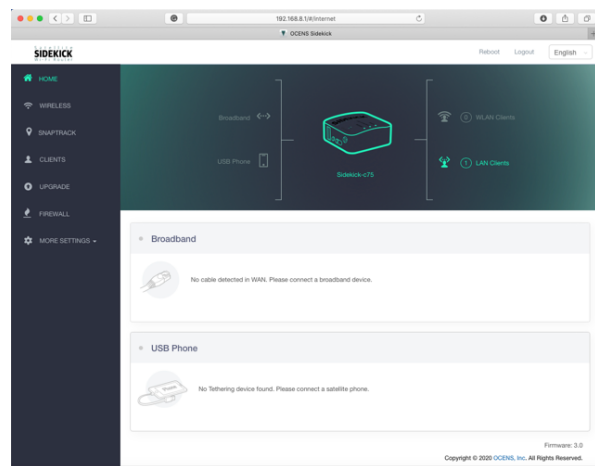 192.168.8.1/#/internet
OCENS Sidekick
SIDEKICK
Wi-Fi Router
Reboot Logout English
HOME
WIRELESS
SNAPTRACK
CLIENTS
UPGRADE
FIREWALL
MORE SETTINGS
Broadband
USB Phone
Sidekick-c75
0 WLAN Clients
1 LAN Clients
Broadband
No cable detected in WAN. Please connect a broadband device.
USB Phone
No Tethering device found. Please connect a satellite phone.
Firmware: 3.0
Copyright © 2020 OCENS, Inc. All Rights Reserved.